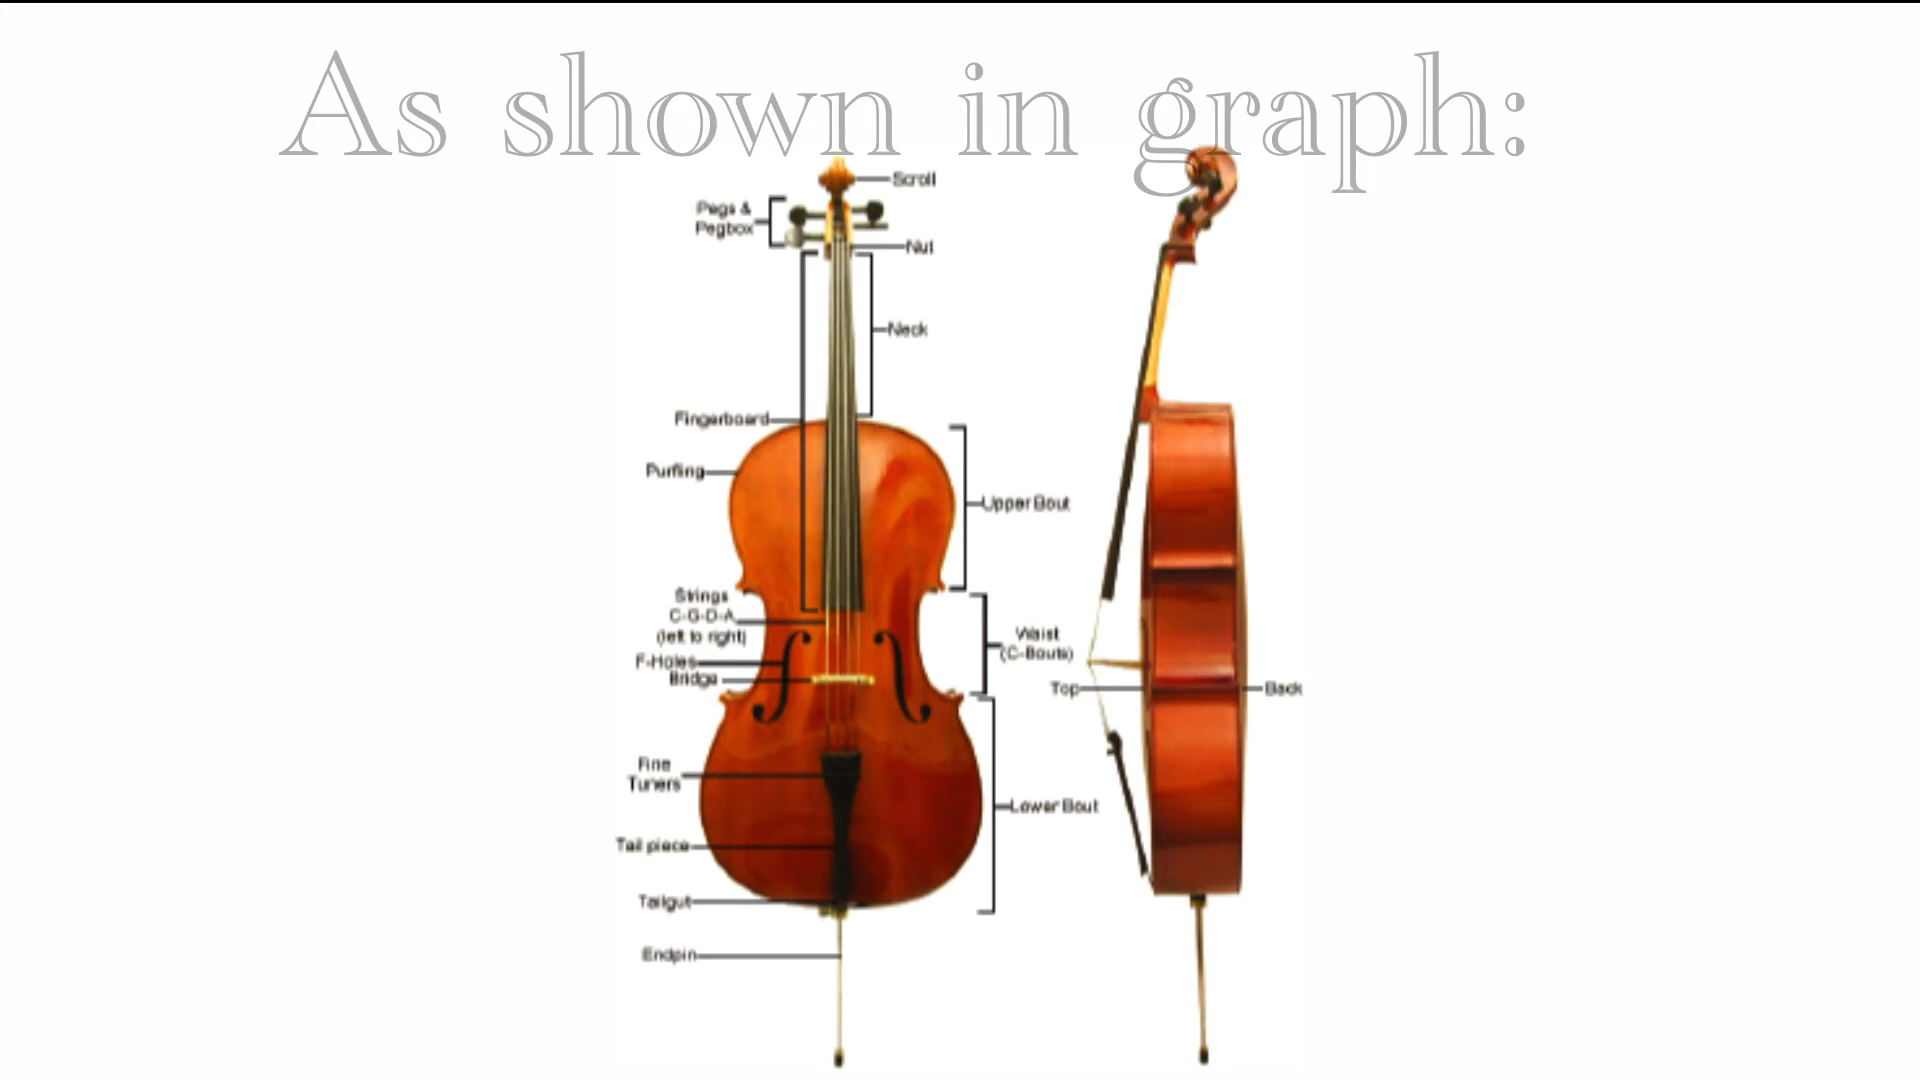 As shown in graph:
Scroll
Pegs &
Pegbox
Nut
Neck
Fingerboard
Purfling
Upper Bout
Strings
C-G-D-A
(left to right)
F-Holes
Bridge
Waist
(C-Bouts)
Top
Back
Fine
Tuners
Lower Bout
Tail piece
Tailgut
Endpin